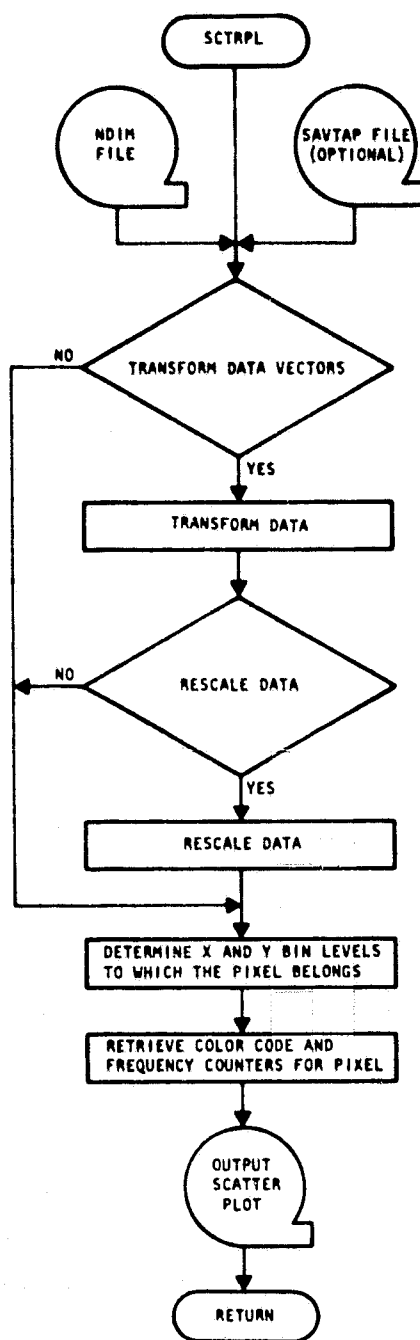 SCTRPL
NDIM
FILE
SAVTAP FILE
(OPTIONAL)
NO
TRANSFORM DATA VECTORS
YES
TRANSFORM DATA
NO
RESCALE DATA
YES
RESCALE DATA
DETERMINE X AND Y BIN LEVELS
TO WHICH THE PIXEL BELONGS
RETRIEVE COLOR CODE AND
FREQUENCY COUNTERS FOR PIXEL
OUTPUT
SCATTER
PLOT
RETURN